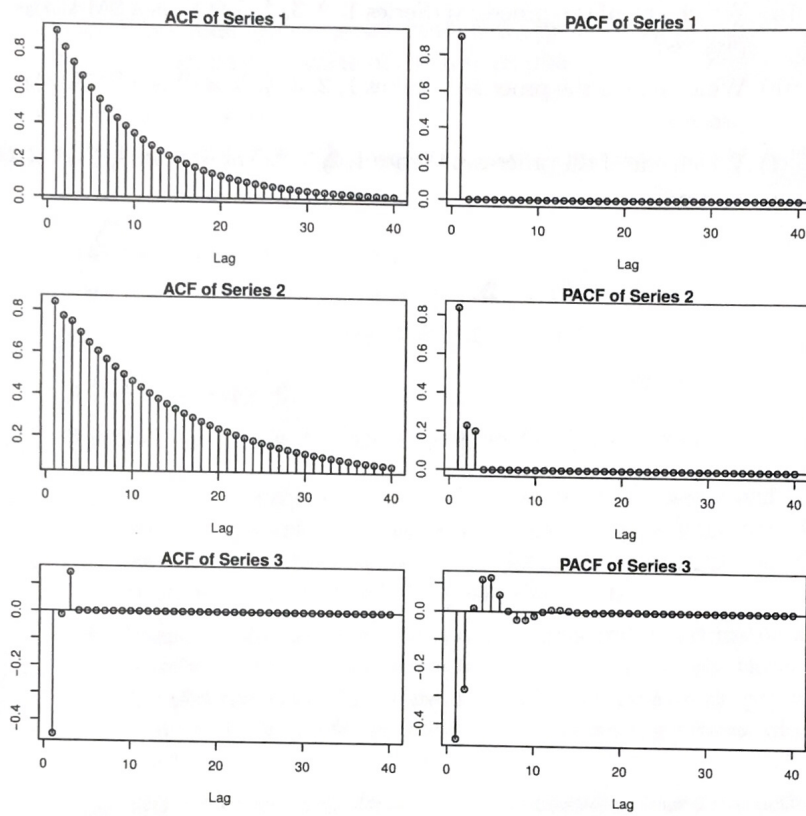 ACF of Series 1
PACF of Series 1
0.0 0.2 0.4 0.6 0.8
0.0 0.2 0.4 0.6 0.8
0 10 20 30 40
0 10 20 30 40
Lag
Lag
ACF of Series 2
PACF of Series 2
0.2 0.4 0.6 0.8
0.0 0.2 0.4 0.6 0.8
0 10 20 30 40
0 10 20 30 40
Lag
Lag
ACF of Series 3
PACF of Series 3
-0.4 -0.2 0.0
-0.4 -0.2 0.0
0 10 20 30 40
0 10 20 30 40
Lag
Lag